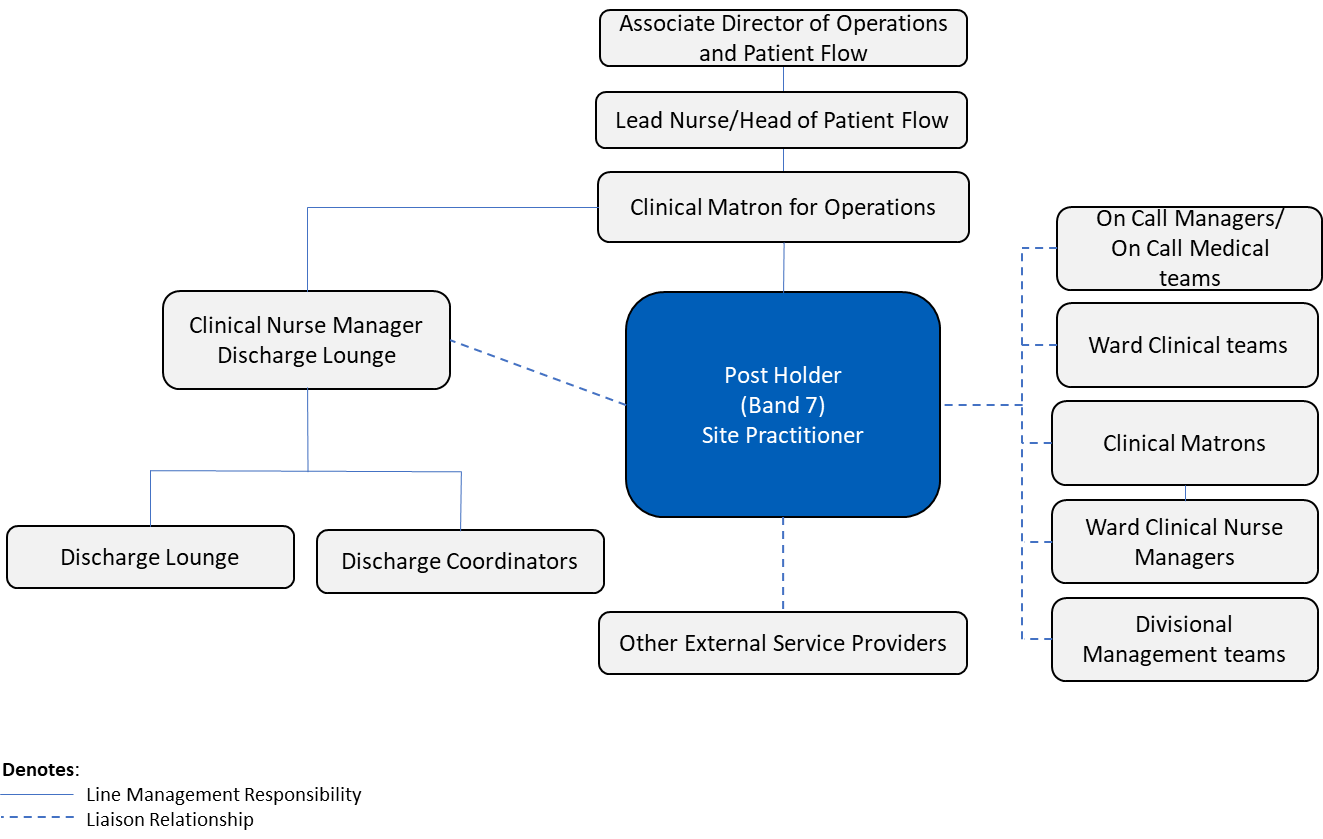 Associate Director of Operations
and Patient Flow
Lead Nurse/Head of Patient Flow
Clinical Matron for Operations
On Call Managers/
On Call Medical
teams
Clinical Nurse Manager
Discharge Lounge
Post Holder
(Band 7)
Site Practitioner
Ward Clinical teams
Clinical Matrons
Ward Clinical Nurse
Managers
Discharge Lounge
Discharge Coordinators
Other External Service Providers
Divisional
Management teams
Denotes:
Line Management Responsibility
Liaison Relationship